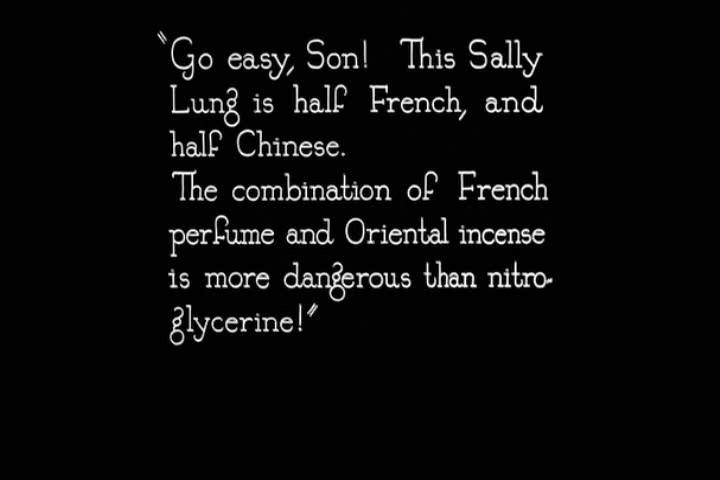 "Go easy, Son! This Sally
Lung is half French, and
half Chinese.
The combination of French
perfume and Oriental incense
is more dangerous than nitro-
glycerine!"